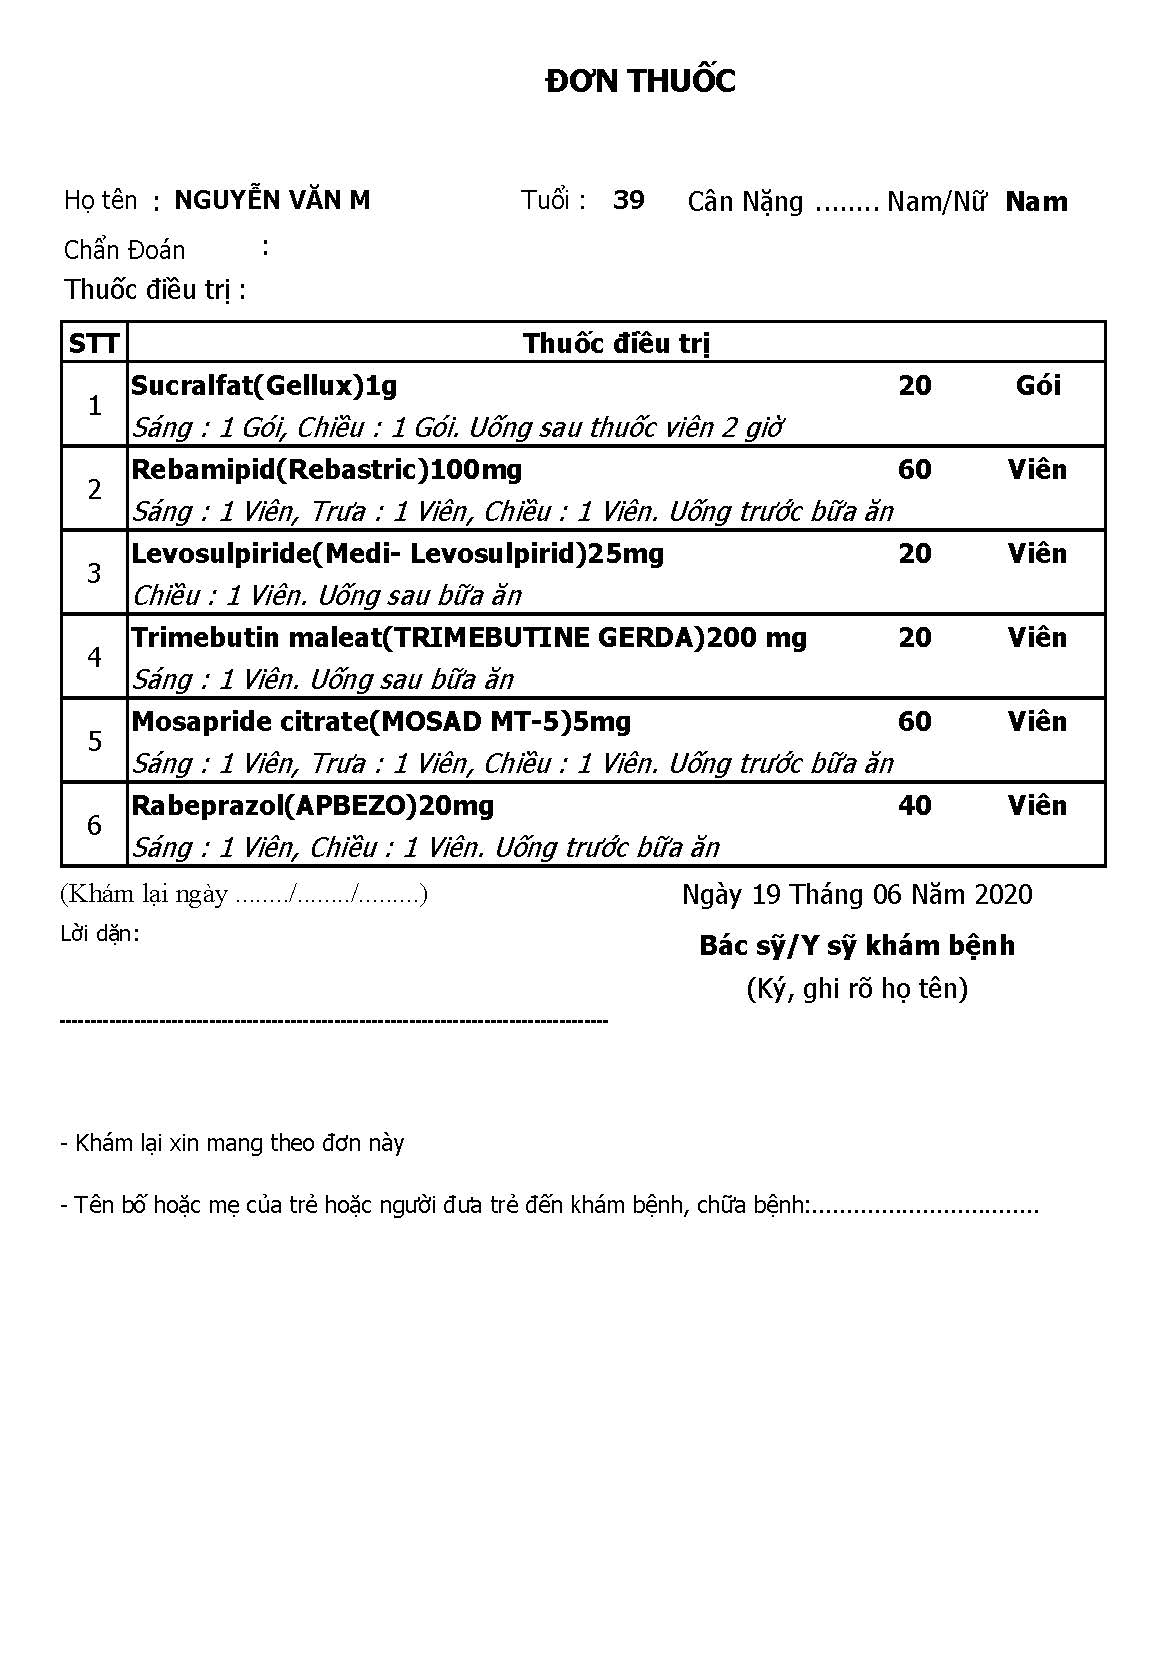 ĐƠN THUỐC
Họ tên : NGUYỄN VĂN M Tuổi : 39 Cân Nặng ........ Nam/Nữ Nam
Chẩn Đoán :
Thuốc điều trị :
STT Thuốc điều trị
1 Sucralfat(Gellux)1g 20 Gói
Sáng : 1 Gói, Chiều : 1 Gói. Uống sau thuốc viên 2 giờ
2 Rebamipid(Rebastric)100mg 60 Viên
Sáng : 1 Viên, Trưa : 1 Viên, Chiều : 1 Viên. Uống trước bữa ăn
3 Levosulpiride(Medi- Levosulpirid)25mg 20 Viên
Chiều : 1 Viên. Uống sau bữa ăn
4 Trimebutin maleat(TRIMEBUTINE GERDA)200 mg 20 Viên
Sáng : 1 Viên. Uống sau bữa ăn
5 Mosapride citrate(MOSAD MT-5)5mg 60 Viên
Sáng : 1 Viên, Trưa : 1 Viên, Chiều : 1 Viên. Uống trước bữa ăn
6 Rabeprazol(APBEZO)20mg 40 Viên
Sáng : 1 Viên, Chiều : 1 Viên. Uống trước bữa ăn
(Khám lại ngày ......../......../.........) Ngày 19 Tháng 06 Năm 2020
Lời dặn:
Bác sỹ/Y sỹ khám bệnh
(Ký, ghi rõ họ tên)
- Khám lại xin mang theo đơn này
- Tên bố hoặc mẹ của trẻ hoặc người đưa trẻ đến khám bệnh, chữa bệnh:.................................